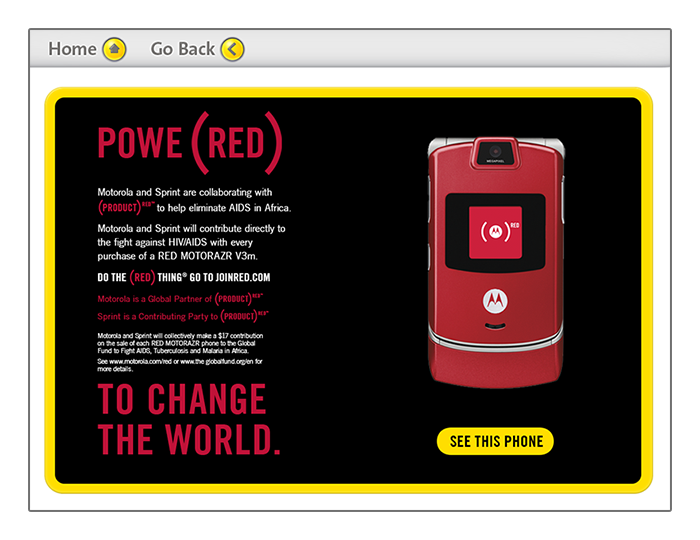 Home Go Back
POWE(RED)
Motorola and Sprint are collaborating with
(PRODUCT)RED™ to help eliminate AIDS in Africa.
Motorola and Sprint will contribute directly to
the fight against HIV/AIDS with every
purchase of a RED MOTORAZR V3m.
DO THE (RED) THING® GO TO JOINRED.COM
Motorola is a Global Partner of (PRODUCT)RED™
Sprint is a Contributing Party to (PRODUCT)RED™
Motorola and Sprint will collectively make a $17 contribution
on the sale of each RED MOTORAZR phone to the Global
Fund to Fight AIDS, Tuberculosis and Malaria in Africa.
See www.motorola.com/red or www.the globalfund.org/en for
more details.
TO CHANGE
THE WORLD.
MEGAPIXEL
( )RED
SEE THIS PHONE